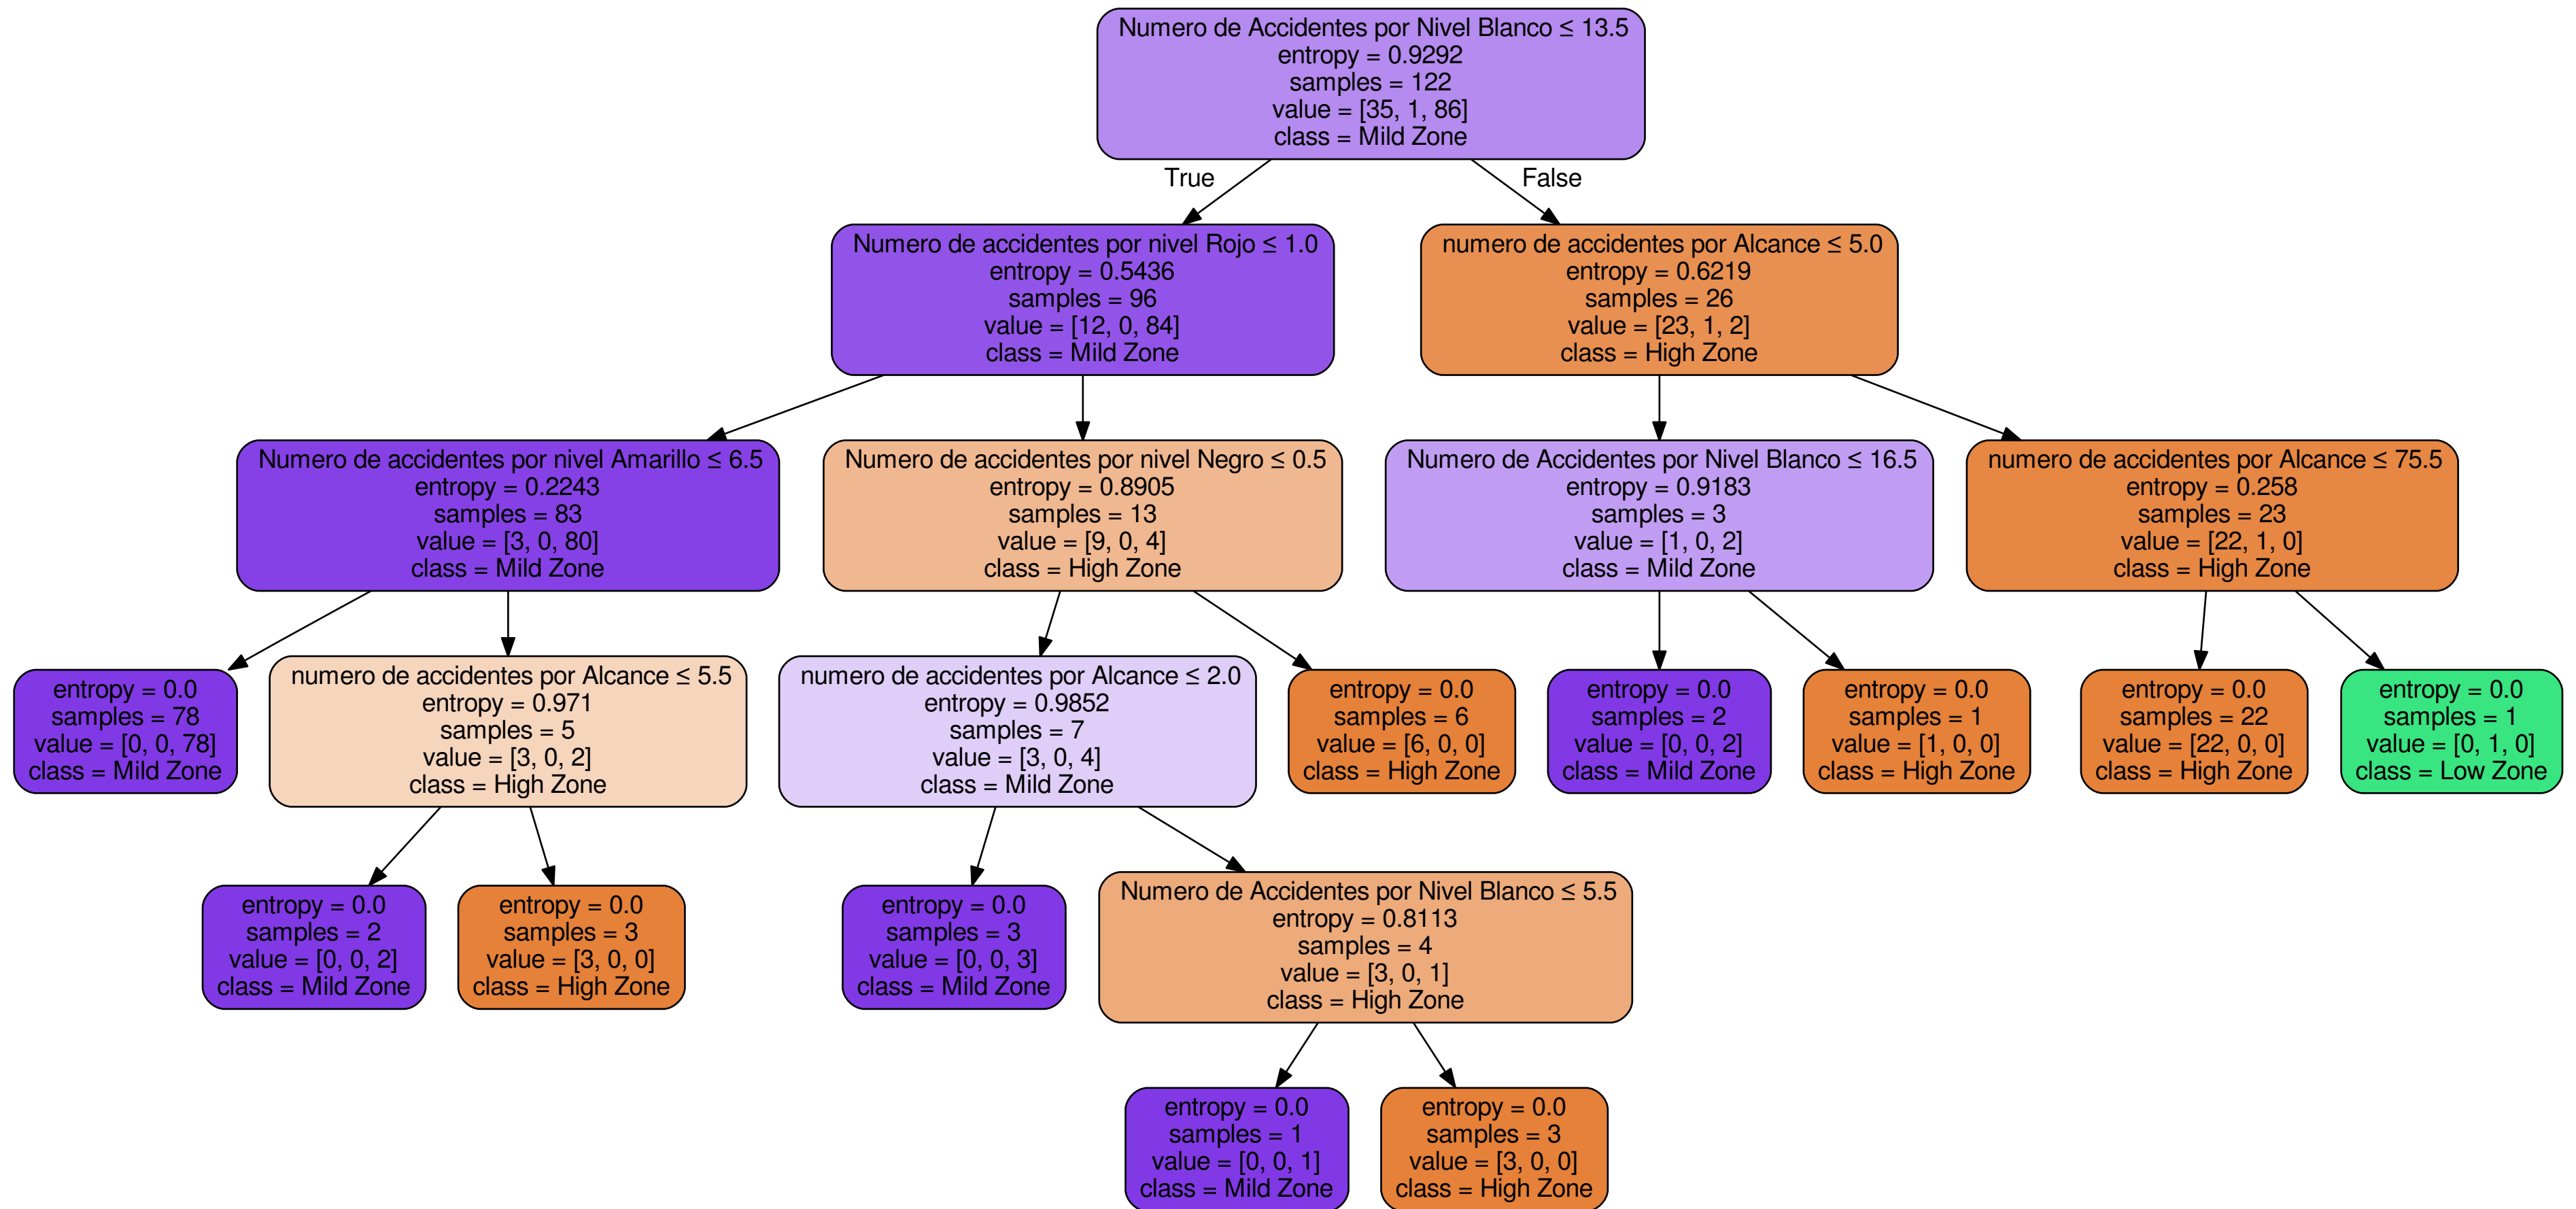 Numero de Accidentes por Nivel Blanco ≤ 13.5
entropy = 0.9292
samples = 122
value = [35, 1, 86]
class = Mild Zone
True
False
Numero de accidentes por nivel Rojo ≤ 1.0
entropy = 0.5436
samples = 96
value = [12, 0, 84]
class = Mild Zone
numero de accidentes por Alcance ≤ 5.0
entropy = 0.6219
samples = 26
value = [23, 1, 2]
class = High Zone
Numero de accidentes por nivel Amarillo ≤ 6.5
entropy = 0.2243
samples = 83
value = [3, 0, 80]
class = Mild Zone
Numero de accidentes por nivel Negro ≤ 0.5
entropy = 0.8905
samples = 13
value = [9, 0, 4]
class = High Zone
Numero de Accidentes por Nivel Blanco ≤ 16.5
entropy = 0.9183
samples = 3
value = [1, 0, 2]
class = Mild Zone
numero de accidentes por Alcance ≤ 75.5
entropy = 0.258
samples = 23
value = [22, 1, 0]
class = High Zone
entropy = 0.0
samples = 78
value = [0, 0, 78]
class = Mild Zone
numero de accidentes por Alcance ≤ 5.5
entropy = 0.971
samples = 5
value = [3, 0, 2]
class = High Zone
numero de accidentes por Alcance ≤ 2.0
entropy = 0.9852
samples = 7
value = [3, 0, 4]
class = Mild Zone
entropy = 0.0
samples = 6
value = [6, 0, 0]
class = High Zone
entropy = 0.0
samples = 2
value = [0, 0, 2]
class = Mild Zone
entropy = 0.0
samples = 1
value = [1, 0, 0]
class = High Zone
entropy = 0.0
samples = 22
value = [22, 0, 0]
class = High Zone
entropy = 0.0
samples = 1
value = [0, 1, 0]
class = Low Zone
entropy = 0.0
samples = 2
value = [0, 0, 2]
class = Mild Zone
entropy = 0.0
samples = 3
value = [3, 0, 0]
class = High Zone
entropy = 0.0
samples = 3
value = [0, 0, 3]
class = Mild Zone
Numero de Accidentes por Nivel Blanco ≤ 5.5
entropy = 0.8113
samples = 4
value = [3, 0, 1]
class = High Zone
entropy = 0.0
samples = 1
value = [0, 0, 1]
class = Mild Zone
entropy = 0.0
samples = 3
value = [3, 0, 0]
class = High Zone